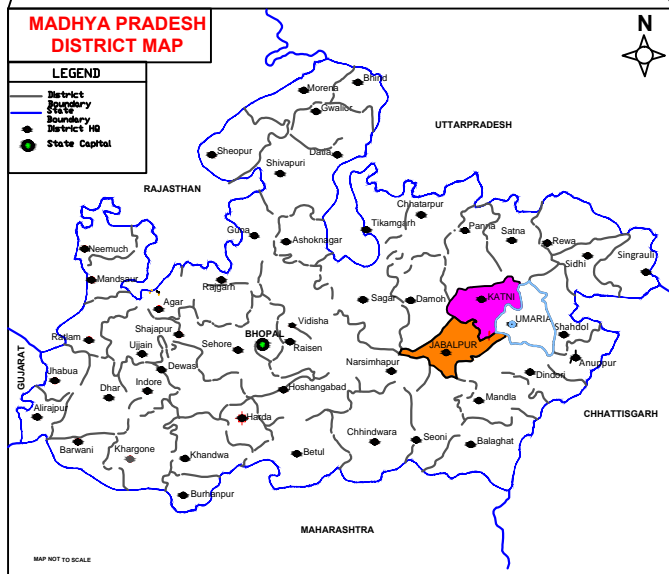 MADHYA PRADESH
DISTRICT MAP
N
LEGEND
District
Boundary
State
Boundary
District HQ
State Capital
UTTARPRADESH
RAJASTHAN
GUJARAT
CHHATTISGARH
MAHARASHTRA
Morena
Bhind
Gwalior
Sheopur
Datia
Shivapuri
Chhatarpur
Tikamgarh
Panna
Satna
Rewa
Sidhi
Singrauli
Guna
Ashoknagar
Neemuch
Mandsaur
Rajgarh
Agar
Sagar
Damoh
KATNI
UMARIA
Shahdol
Anuppur
Vidisha
BHOPAL
Raisen
Sehore
Shajapur
Ujjain
Ratlam
Dewas
JABALPUR
Narsimhapur
Dindori
Jhabua
Dhar
Indore
Hoshangabad
Mandla
Alirajpur
Harda
Barwani
Khargone
Khandwa
Betul
Chhindwara
Seoni
Balaghat
Burhanpur
MAP NOT TO SCALE